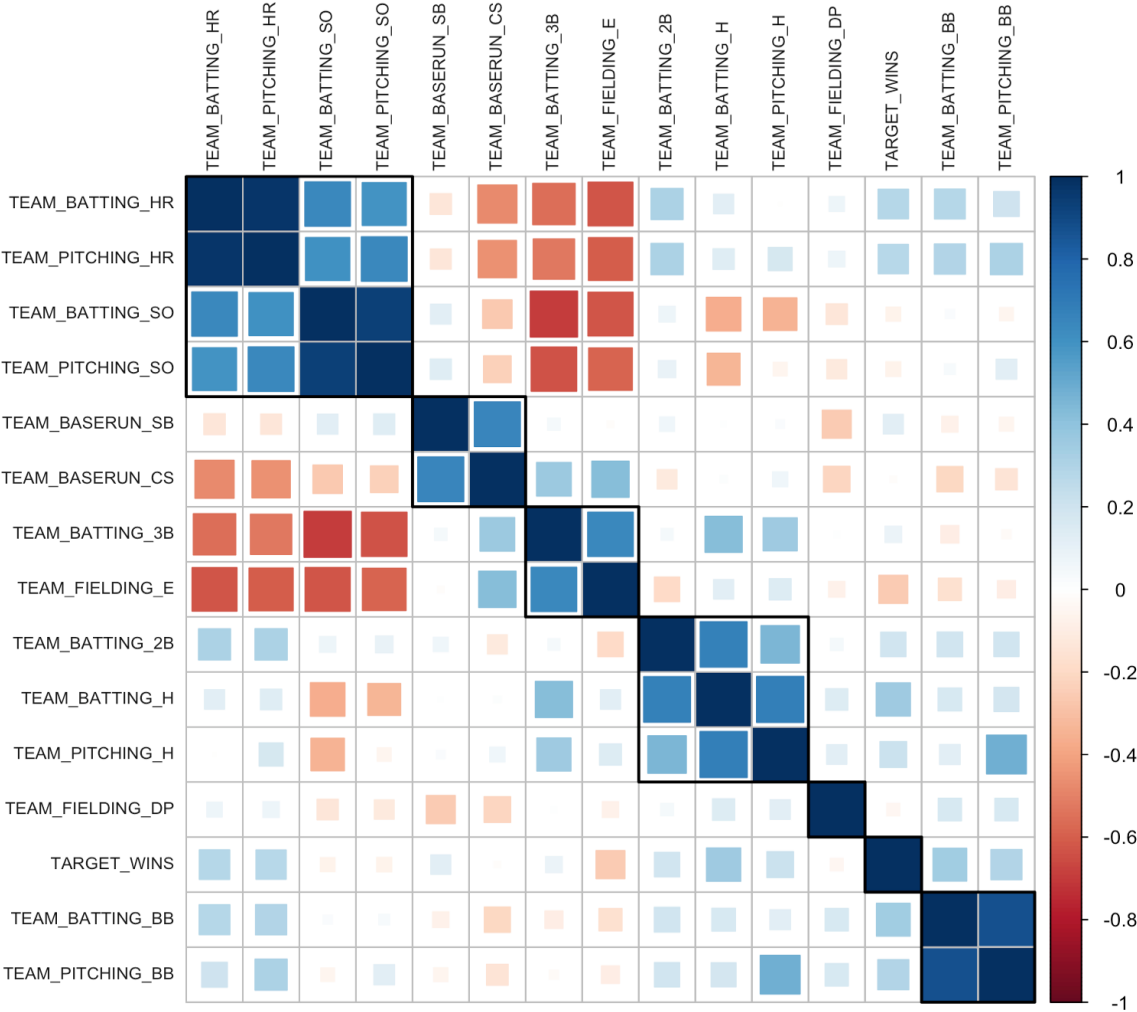 TEAM_BATTING_HR
TEAM_PITCHING_HR
TEAM_BATTING_SO
TEAM_PITCHING_SO
TEAM_BASERUN_SB
TEAM_BASERUN_CS
TEAM_BATTING_3B
TEAM_FIELDING_E
TEAM_BATTING_2B
TEAM_BATTING_H
TEAM_PITCHING_H
TEAM_FIELDING_DP
TARGET_WINS
TEAM_BATTING_BB
TEAM_PITCHING_BB
TEAM_BATTING_HR
TEAM_PITCHING_HR
TEAM_BATTING_SO
TEAM_PITCHING_SO
TEAM_BASERUN_SB
TEAM_BASERUN_CS
TEAM_BATTING_3B
TEAM_FIELDING_E
TEAM_BATTING_2B
TEAM_BATTING_H
TEAM_PITCHING_H
TEAM_FIELDING_DP
TARGET_WINS
TEAM_BATTING_BB
TEAM_PITCHING_BB
1
0.8
0.6
0.4
0.2
0
-0.2
-0.4
-0.6
-0.8
-1